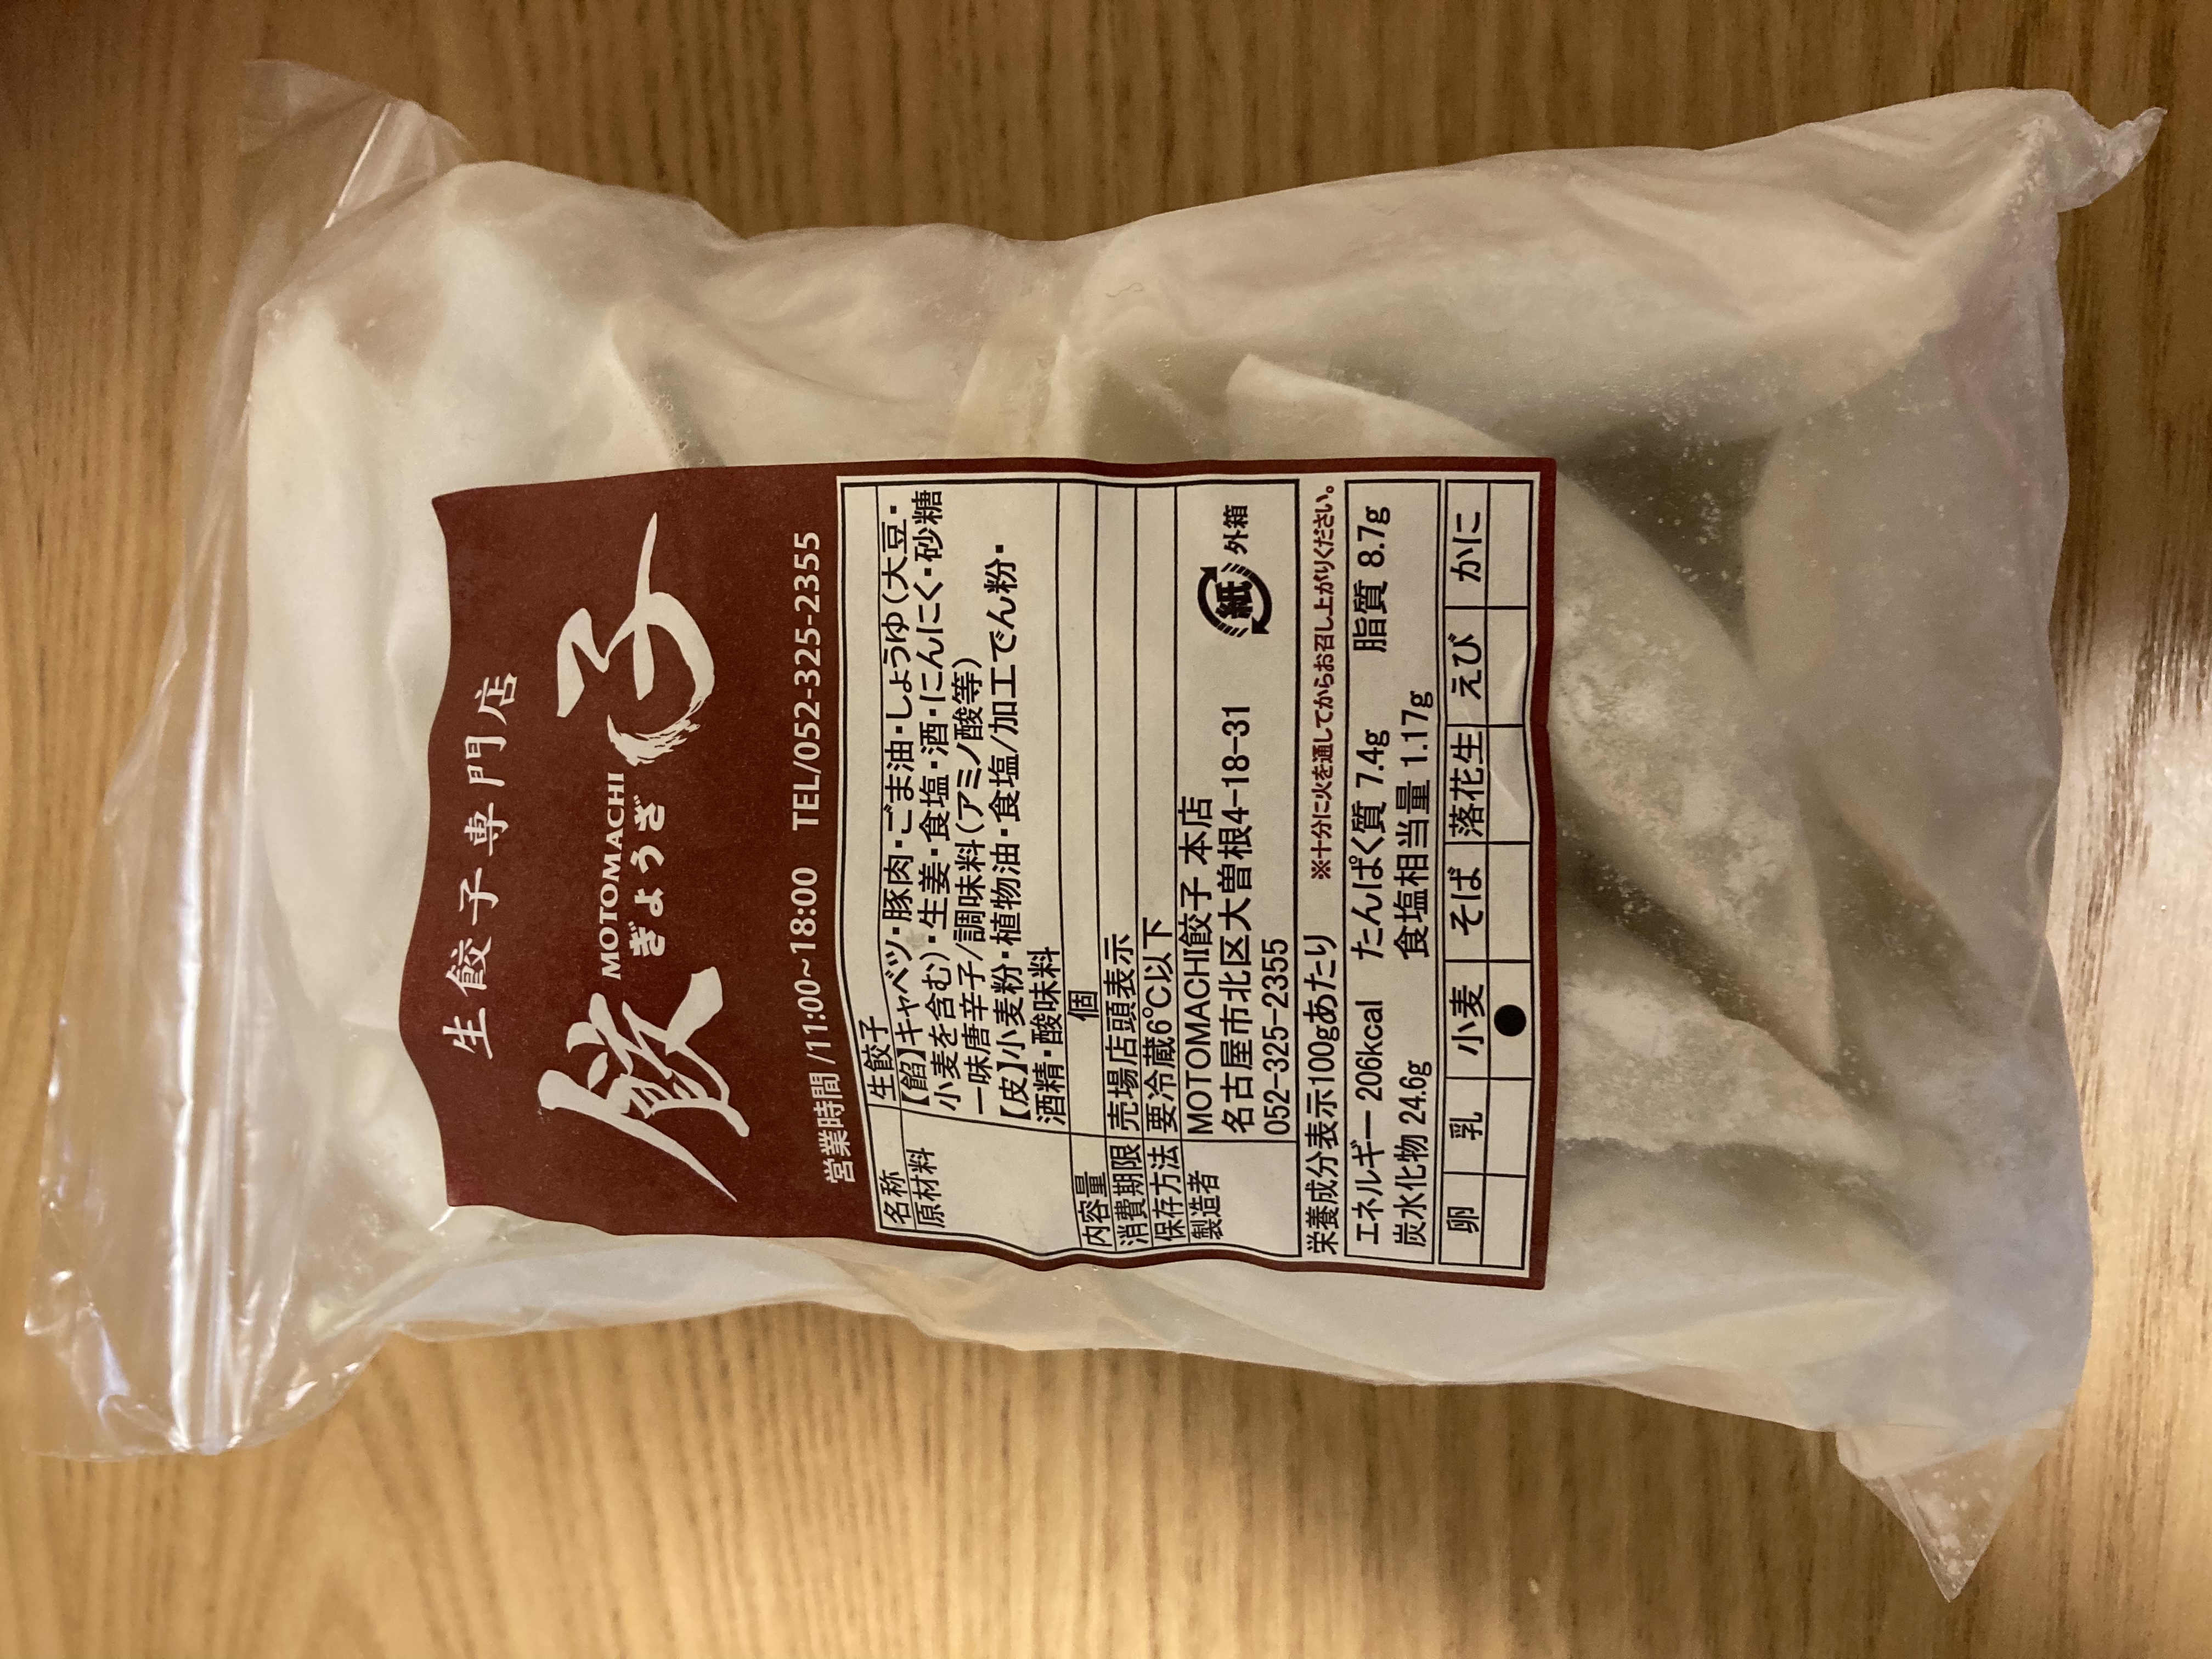 生餃子専門店
餃子
MOTOMACHI
ぎょうざ
営業時間/11:00~18:00 TEL/052-325-2355
名称 生餃子
原材料 【餡】キャベツ・豚肉・ごま油・しょうゆ(大豆・
小麦を含む)・生姜・食塩・酒・にんにく・砂糖
一味唐辛子/調味料(アミノ酸等)
【皮】小麦粉・植物油・食塩/加工でん粉・
酒精・酸味料
内容量 個
消費期限 売場店頭表示
保存方法 要冷蔵6℃以下
製造者 MOTOMACHI餃子 本店
名古屋市北区大曽根4-18-31
052-325-2355
紙 外箱
栄養成分表示100gあたり ※十分に火を通してからお召し上がりください。
エネルギー 206kcal たんぱく質 7.4g 脂質 8.7g
炭水化物 24.6g 食塩相当量 1.17g
卵 乳 小麦 そば 落花生 えび かに
●